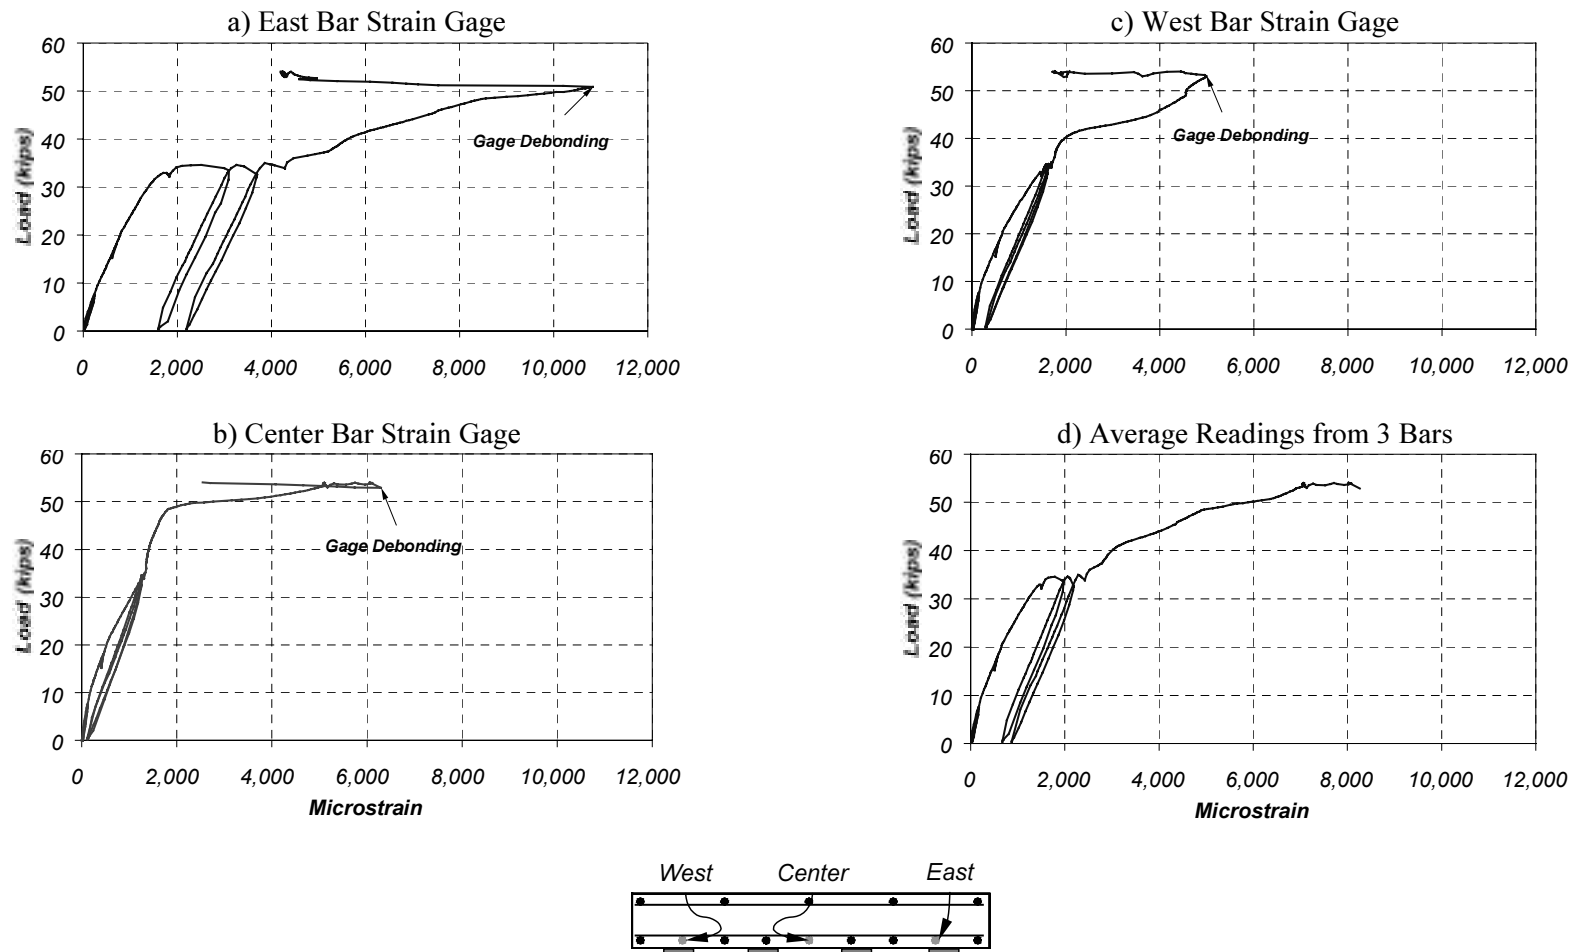 a) East Bar Strain Gage
60
50
40
30
20
10
0
Load (kips)
Gage Debonding
0 2,000 4,000 6,000 8,000 10,000 12,000
c) West Bar Strain Gage
60
50
40
30
20
10
0
Load (kips)
Gage Debonding
0 2,000 4,000 6,000 8,000 10,000 12,000
b) Center Bar Strain Gage
60
50
40
30
20
10
0
Load (kips)
Gage Debonding
0 2,000 4,000 6,000 8,000 10,000 12,000
Microstrain
d) Average Readings from 3 Bars
60
50
40
30
20
10
0
Load (kips)
0 2,000 4,000 6,000 8,000 10,000 12,000
Microstrain
West Center East